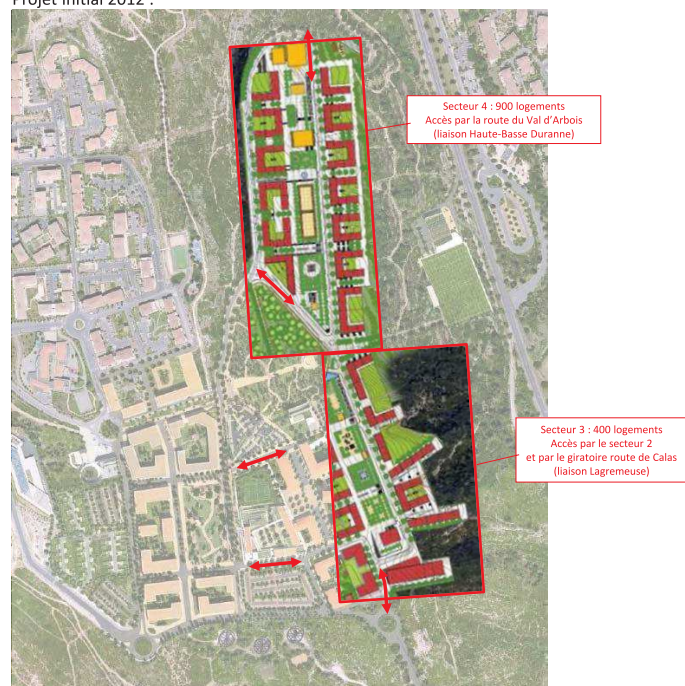 Projet initial 2012 :
Secteur 4 : 900 logements
Accès par la route du Val d’Arbois
(liaison Haute-Basse Duranne)
Secteur 3 : 400 logements
Accès par le secteur 2
et par le giratoire route de Calas
(liaison Lagremeuse)